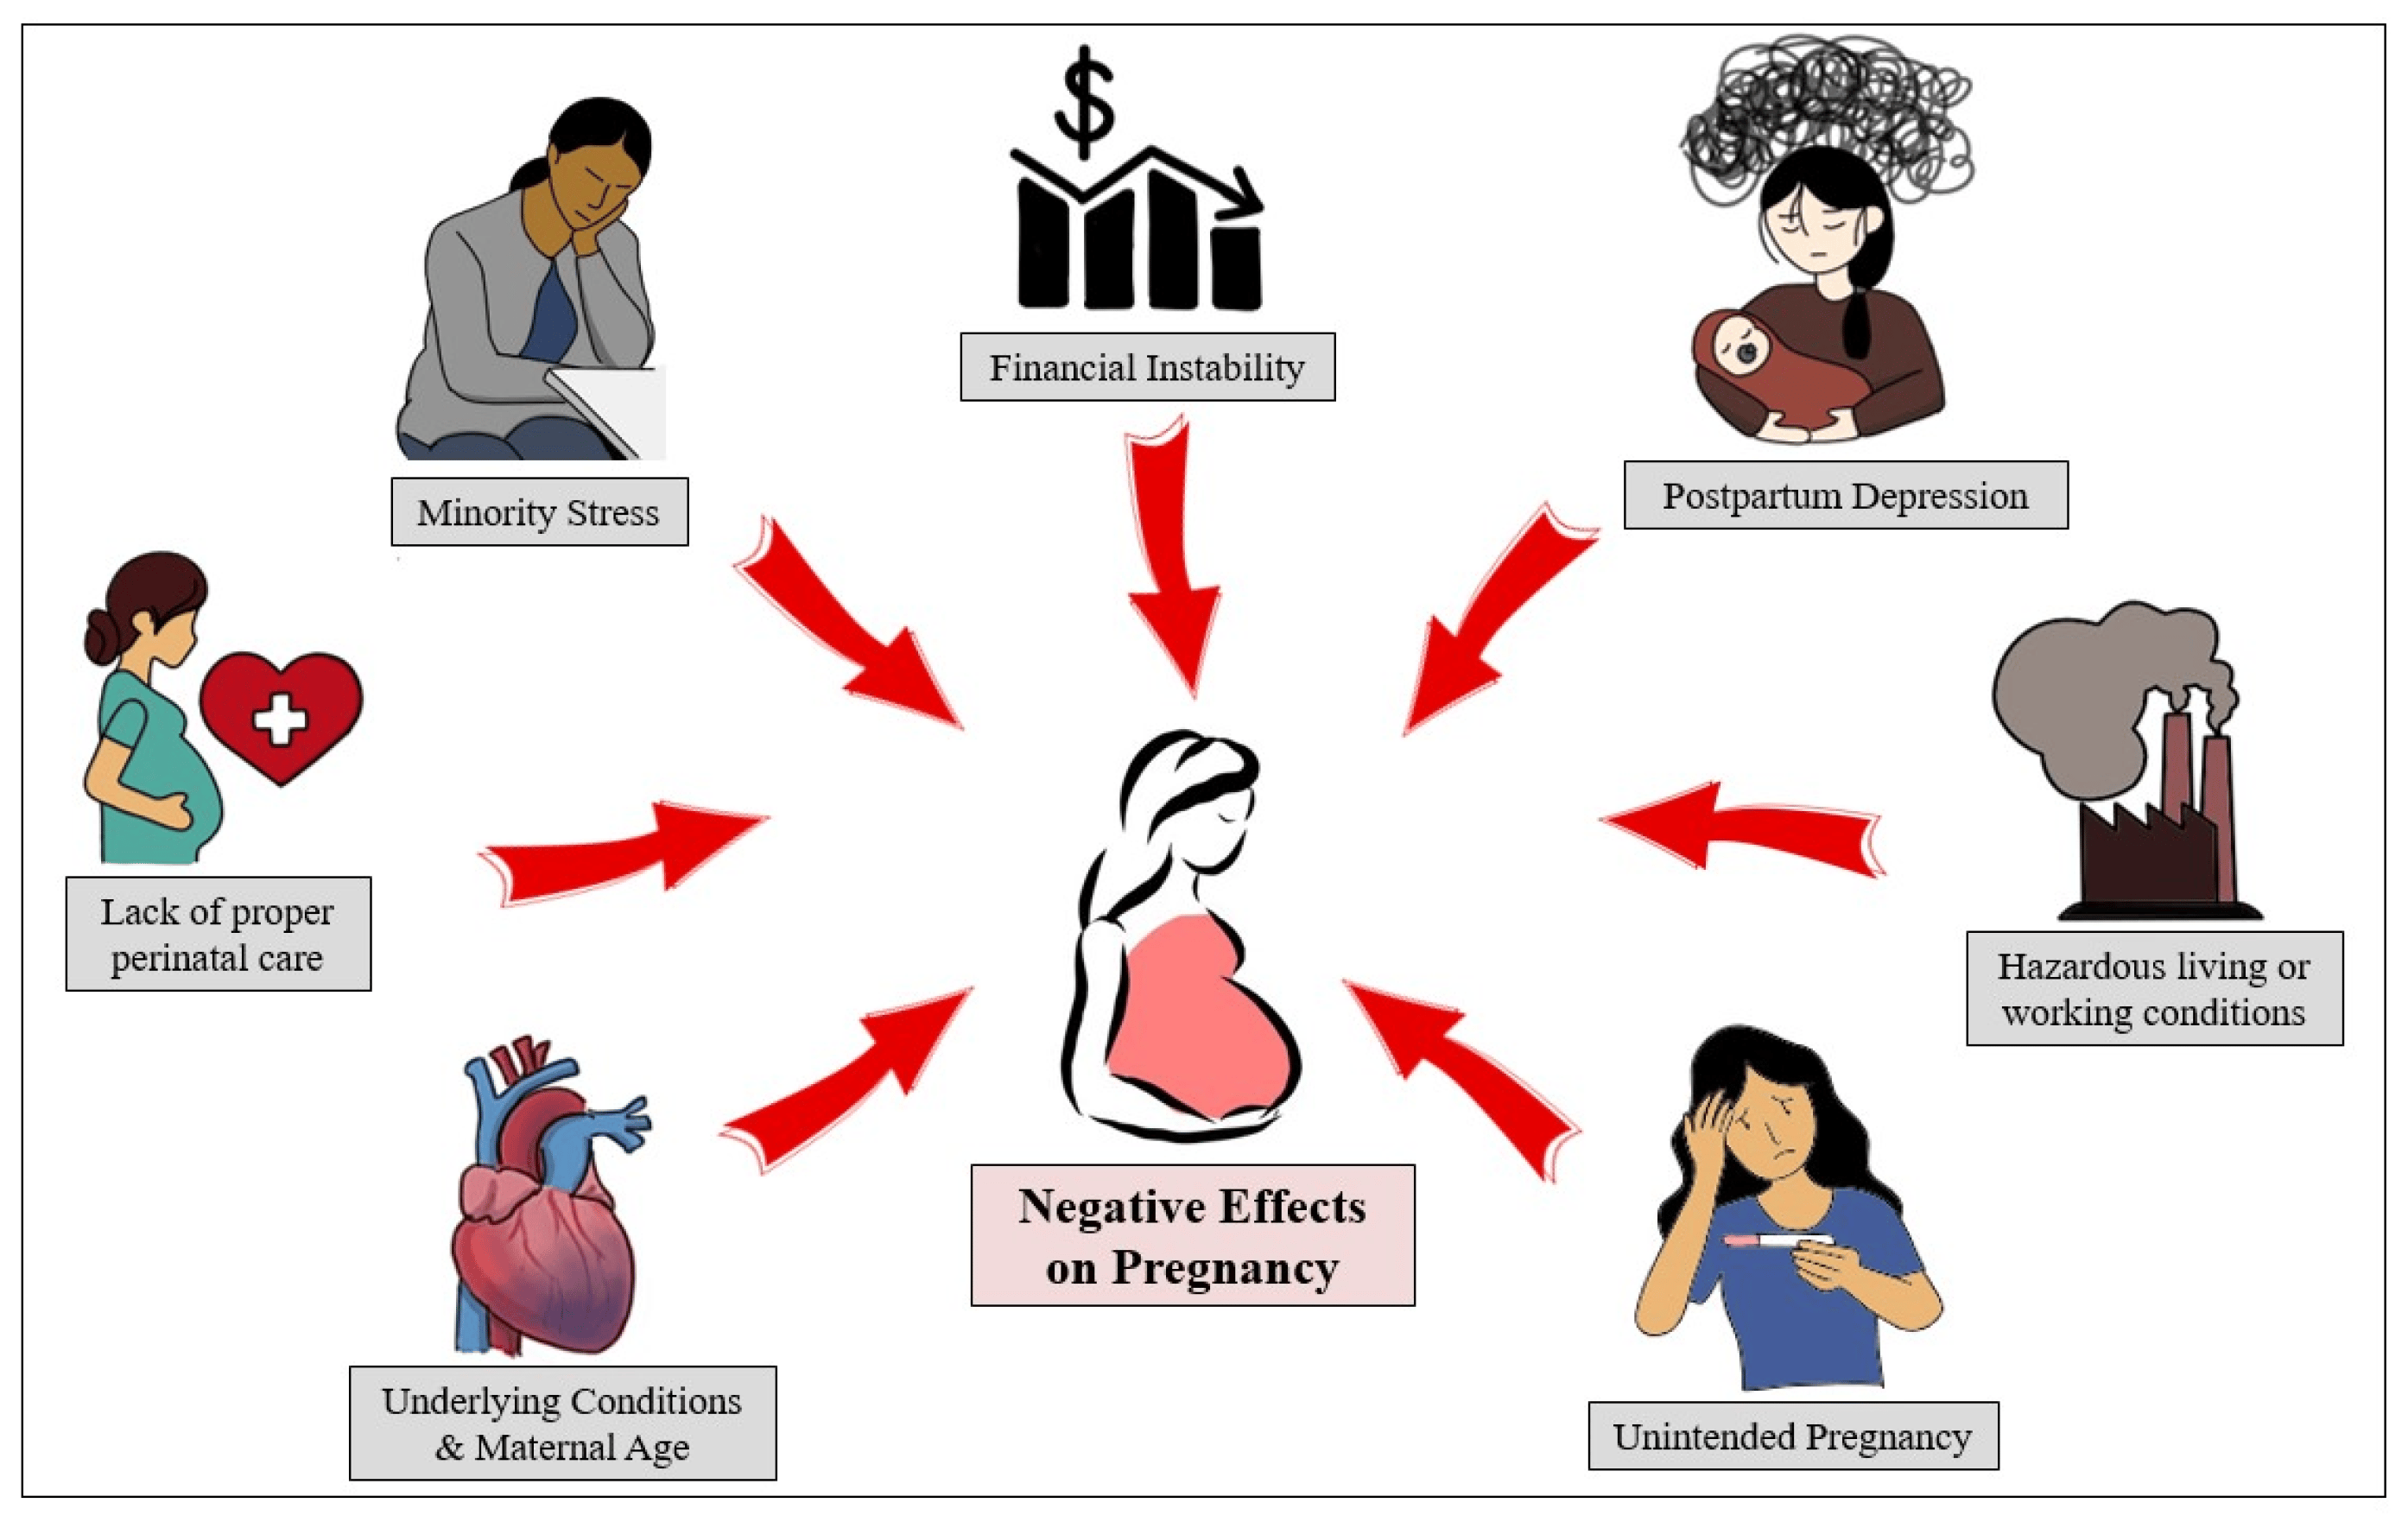 $
Financial Instability
Postpartum Depression
Minority Stress
Lack of proper
perinatal care
Hazardous living or
working conditions
Negative Effects
on Pregnancy
Underlying Conditions
& Maternal Age
Unintended Pregnancy